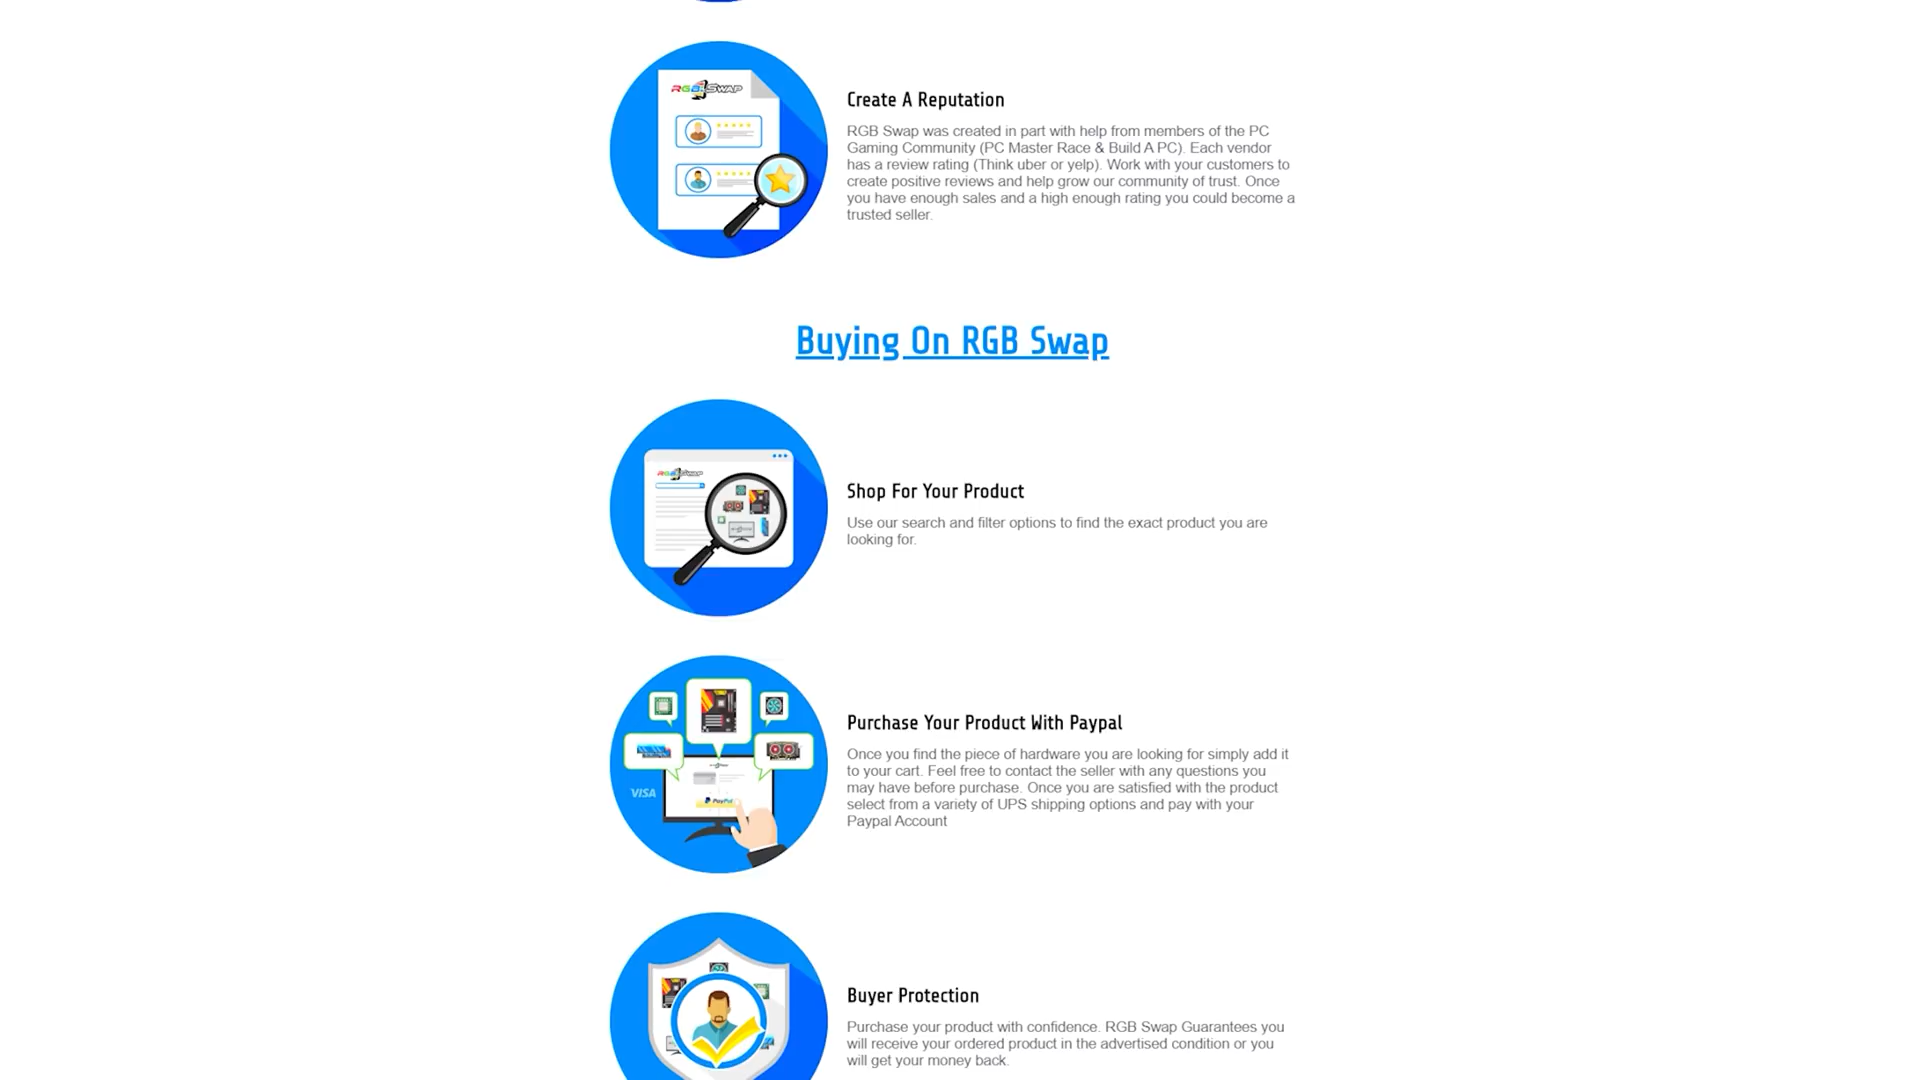 RGB SWAP
Create A Reputation
RGB Swap was created in part with help from members of the PC
Gaming Community (PC Master Race & Build A PC). Each vendor
has a review rating (Think uber or yelp). Work with your customers to
create positive reviews and help grow our community of trust. Once
you have enough sales and a high enough rating you could become a
trusted seller.
Buying On RGB Swap
RGB SWAP
Shop For Your Product
Use our search and filter options to find the exact product you are
looking for.
Purchase Your Product With Paypal
Once you find the piece of hardware you are looking for simply add it
to your cart. Feel free to contact the seller with any questions you
may have before purchase. Once you are satisfied with the product
select from a variety of UPS shipping options and pay with your
Paypal Account
VISA
PayPal
Buyer Protection
Purchase your product with confidence. RGB Swap Guarantees you
will receive your ordered product in the advertised condition or you
will get your money back.